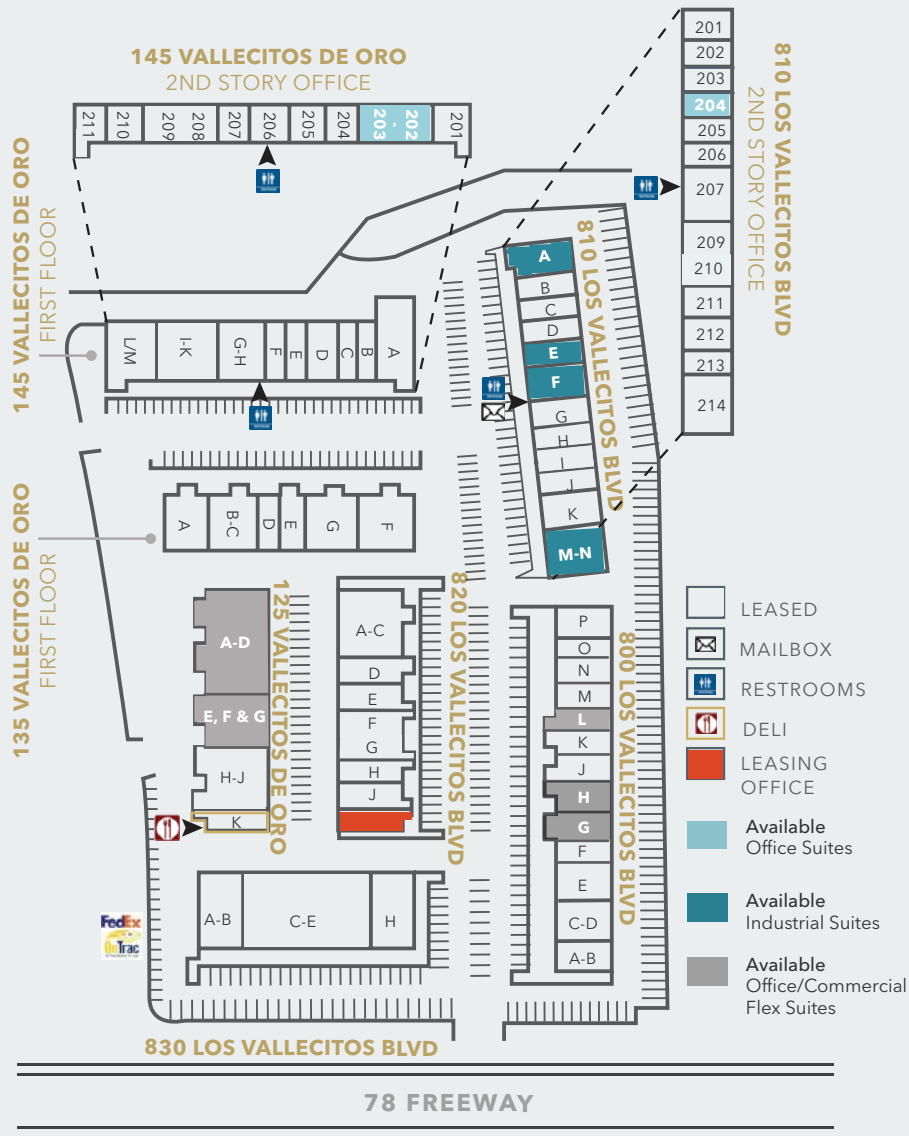 145 VALLECITOS DE ORO
2ND STORY OFFICE
211
210
209
208
207
206
205
204
203 - 202
201
201
202
203
204
205
206
207
209
210
211
212
213
214
810 LOS VALLECITOS BLVD
2ND STORY OFFICE
145 VALLECITOS DE ORO
FIRST FLOOR
L/M
I-K
G-H
F
E
D
C
B
A
810 LOS VALLECITOS BLVD
A
B
C
D
E
F
G
H
I
J
K
M-N
135 VALLECITOS DE ORO
FIRST FLOOR
A
B-C
D
E
G
F
125 VALLECITOS DE ORO
A-D
E, F & G
H-J
K
820 LOS VALLECITOS BLVD
A-C
D
E
F
G
H
J
800 LOS VALLECITOS BLVD
P
O
N
M
L
K
J
H
G
F
E
C-D
A-B
A-B
C-E
H
FedEx
OnTrac
830 LOS VALLECITOS BLVD
78 FREEWAY
LEASED
MAILBOX
RESTROOMS
DELI
LEASING
OFFICE
Available
Office Suites
Available
Industrial Suites
Available
Office/Commercial
Flex Suites